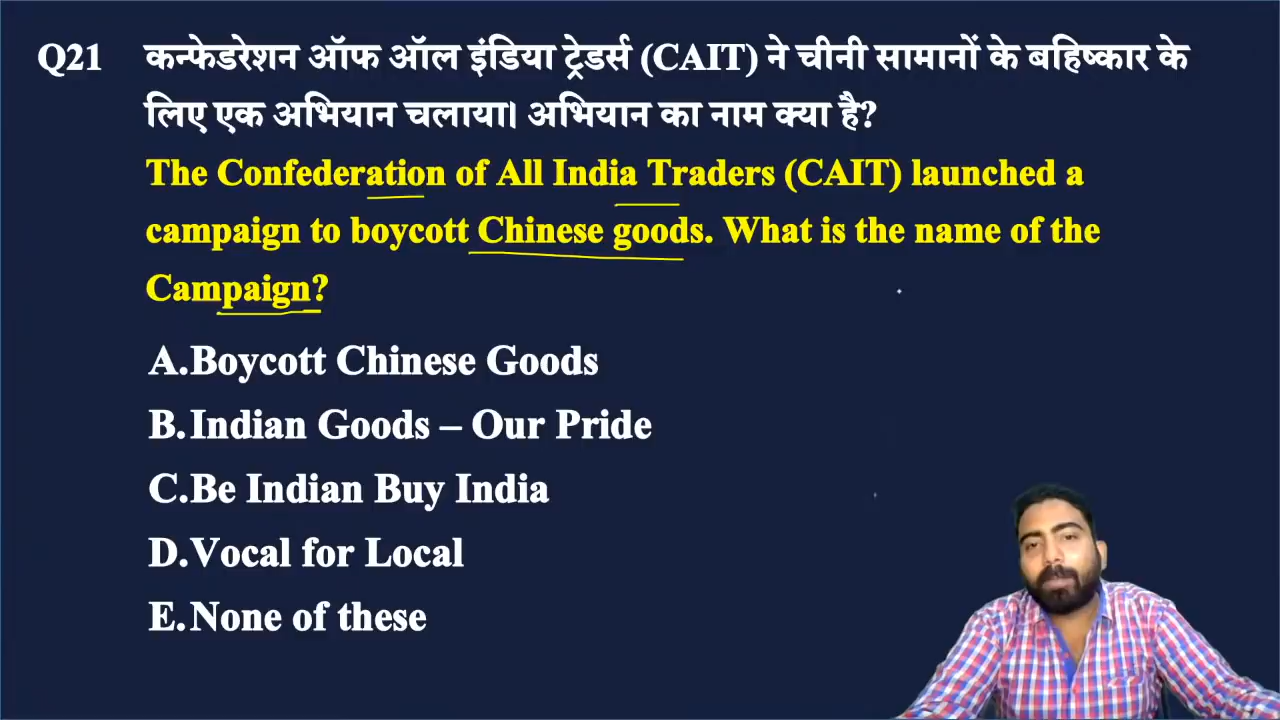 Q21 कन्फेडरेशन ऑफ ऑल इंडिया ट्रेडर्स (CAIT) ने चीनी सामानों के बहिष्कार के
लिए एक अभियान चलाया। अभियान का नाम क्या है?
The Confederation of All India Traders (CAIT) launched a
campaign to boycott Chinese goods. What is the name of the
Campaign?
A.Boycott Chinese Goods
B.Indian Goods – Our Pride
C.Be Indian Buy India
D.Vocal for Local
E.None of these